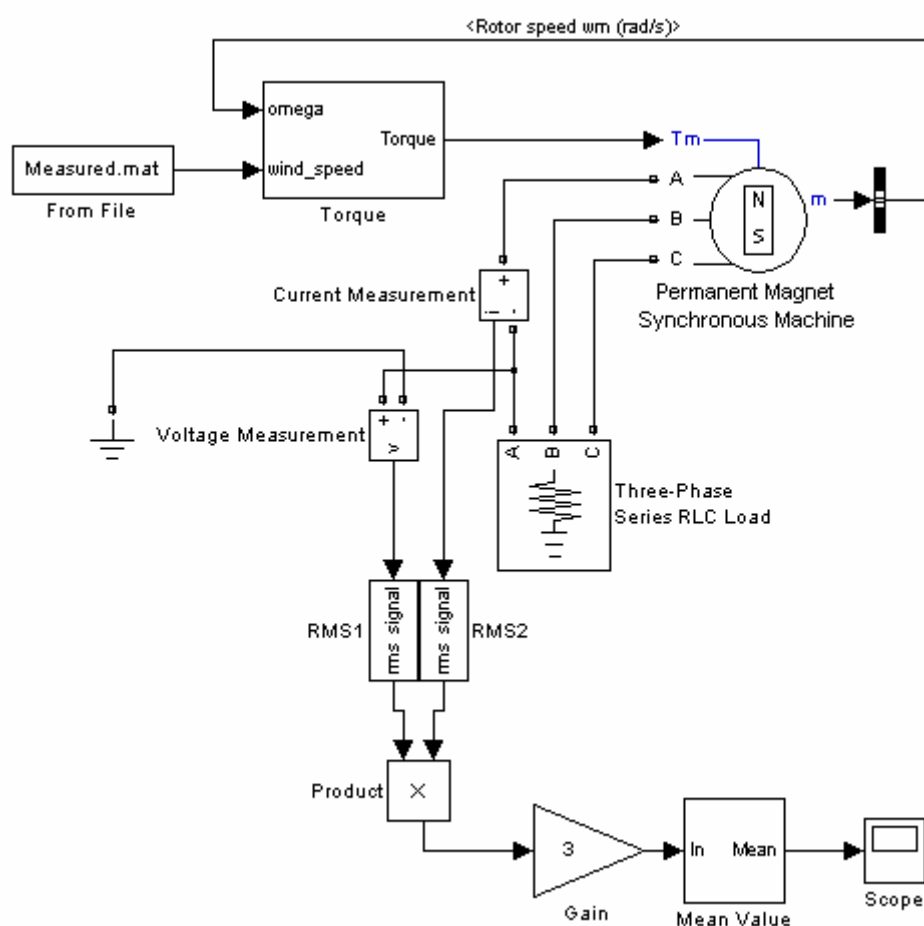 <Rotor speed wm (rad/s)>
omega
Torque
Tm
Measured.mat
wind_speed
A
m
From File
Torque
N
B
S
C
Current Measurement
+
i
-
Permanent Magnet
Synchronous Machine
+
-
v
Voltage Measurement
A
B
C
Three-Phase
Series RLC Load
RMS1
rms signal
rms signal
RMS2
Product
×
3
In
Mean
Gain
Mean Value
Scope